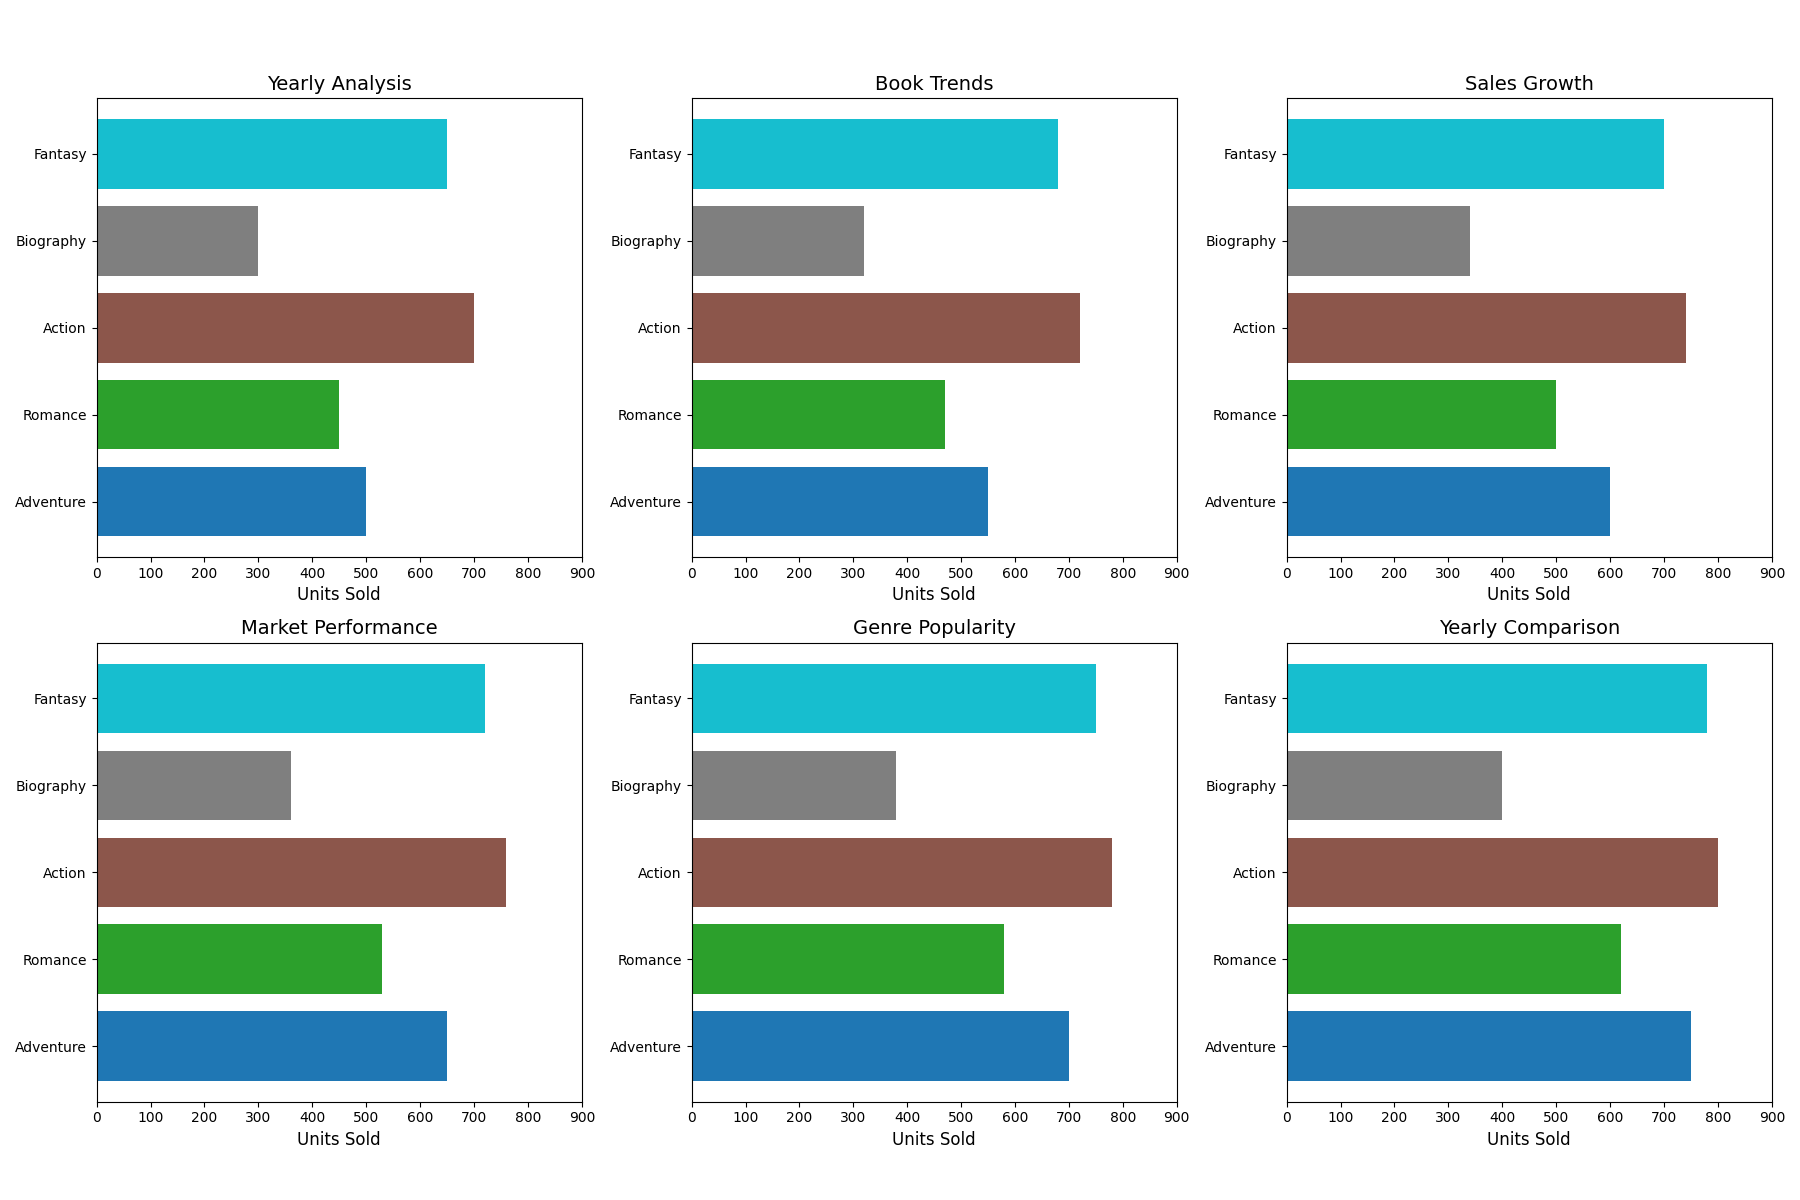 Yearly Analysis
Fantasy
Biography
Action
Romance
Adventure
0 100 200 300 400 500 600 700 800 900
Units Sold
Book Trends
Fantasy
Biography
Action
Romance
Adventure
0 100 200 300 400 500 600 700 800 900
Units Sold
Sales Growth
Fantasy
Biography
Action
Romance
Adventure
0 100 200 300 400 500 600 700 800 900
Units Sold
Market Performance
Fantasy
Biography
Action
Romance
Adventure
0 100 200 300 400 500 600 700 800 900
Units Sold
Genre Popularity
Fantasy
Biography
Action
Romance
Adventure
0 100 200 300 400 500 600 700 800 900
Units Sold
Yearly Comparison
Fantasy
Biography
Action
Romance
Adventure
0 100 200 300 400 500 600 700 800 900
Units Sold